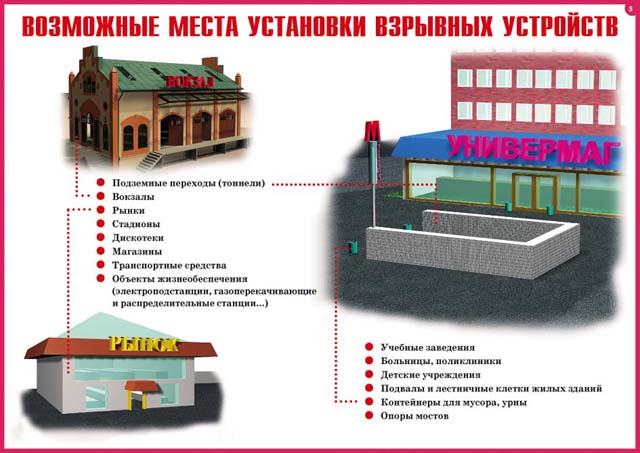 5
ВОЗМОЖНЫЕ МЕСТА УСТАНОВКИ ВЗРЫВНЫХ УСТРОЙСТВ
ВОКЗАЛ
М
УНИВЕРМАГ
Подземные переходы (тоннели)
Вокзалы
Рынки
Стадионы
Дискотеки
Магазины
Транспортные средства
Объекты жизнеобеспечения
(электроподстанции, газоперекачивающие
и распределительные станции...)
РЫНОК
Учебные заведения
Больницы, поликлиники
Детские учреждения
Подвалы и лестничные клетки жилых зданий
Контейнеры для мусора, урны
Опоры мостов